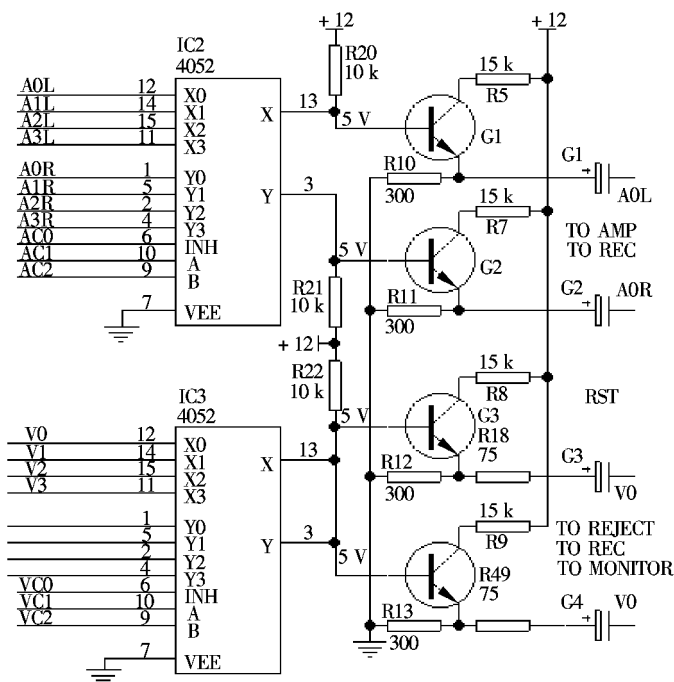 + 12
+ 12
R20
10 k
IC2
4052
15 k
R5
A0L
12
X0
A1L
14
X1
A2L
15
X2
A3L
11
X3
X
13
5 V
G1
R10
300
G1
+
A0L
A0R
1
Y0
A1R
5
Y1
A2R
2
Y2
A3R
4
Y3
AC0
6
INH
AC1
10
A
AC2
9
B
Y
3
15 k
R7
TO AMP
TO REC
5 V
G2
R21
10 k
R11
300
G2
+
A0R
7
VEE
+ 12
R22
10 k
15 k
R8
RST
IC3
4052
5 V
G3
R18
75
V0
12
X0
V1
14
X1
V2
15
X2
V3
11
X3
X
13
R12
300
G3
+
V0
1
Y0
5
Y1
2
Y2
4
Y3
VC0
6
INH
VC1
10
A
VC2
9
B
Y
3
15 k
R9
TO REJECT
TO REC
TO MONITOR
5 V
R49
75
R13
300
G4
+
V0
7
VEE